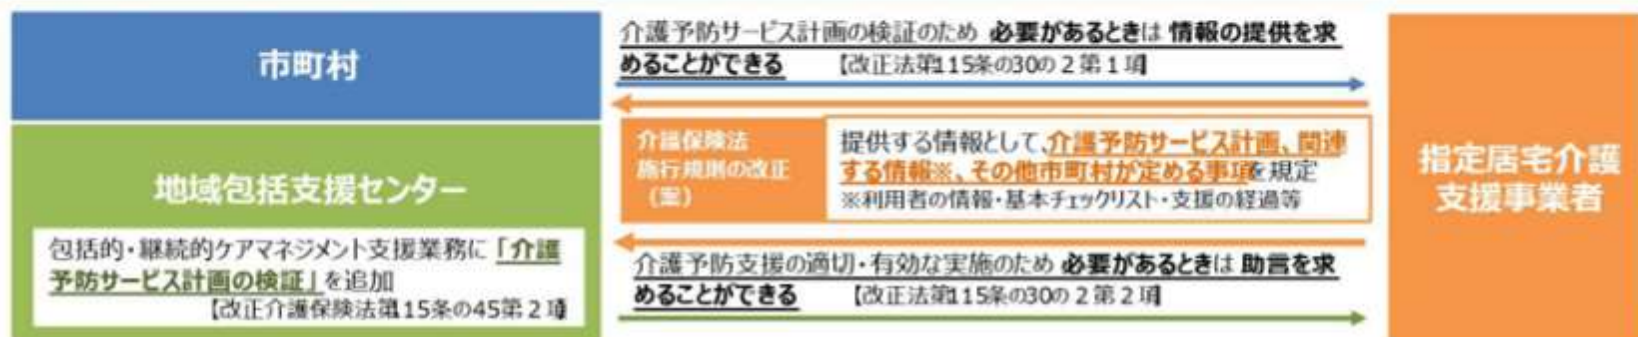 市町村
地域包括支援センター
包括的・継続的ケアマネジメント支援業務に「介護
予防サービス計画の検証」を追加
【改正介護保険法第115条の45第２項】
介護予防サービス計画の検証のため 必要があるときは 情報の提供を求
めることができる 【改正法第115条の30の２第１項】
介護保険法
施行規則の改正
（案）
提供する情報として、介護予防サービス計画、関連
する情報※、その他市町村が定める事項を規定
※利用者の情報・基本チェックリスト・支援の経過等
介護予防支援の適切・有効な実施のため 必要があるときは 助言を求
めることができる 【改正法第115条の30の２第２項】
指定居宅介護
支援事業者